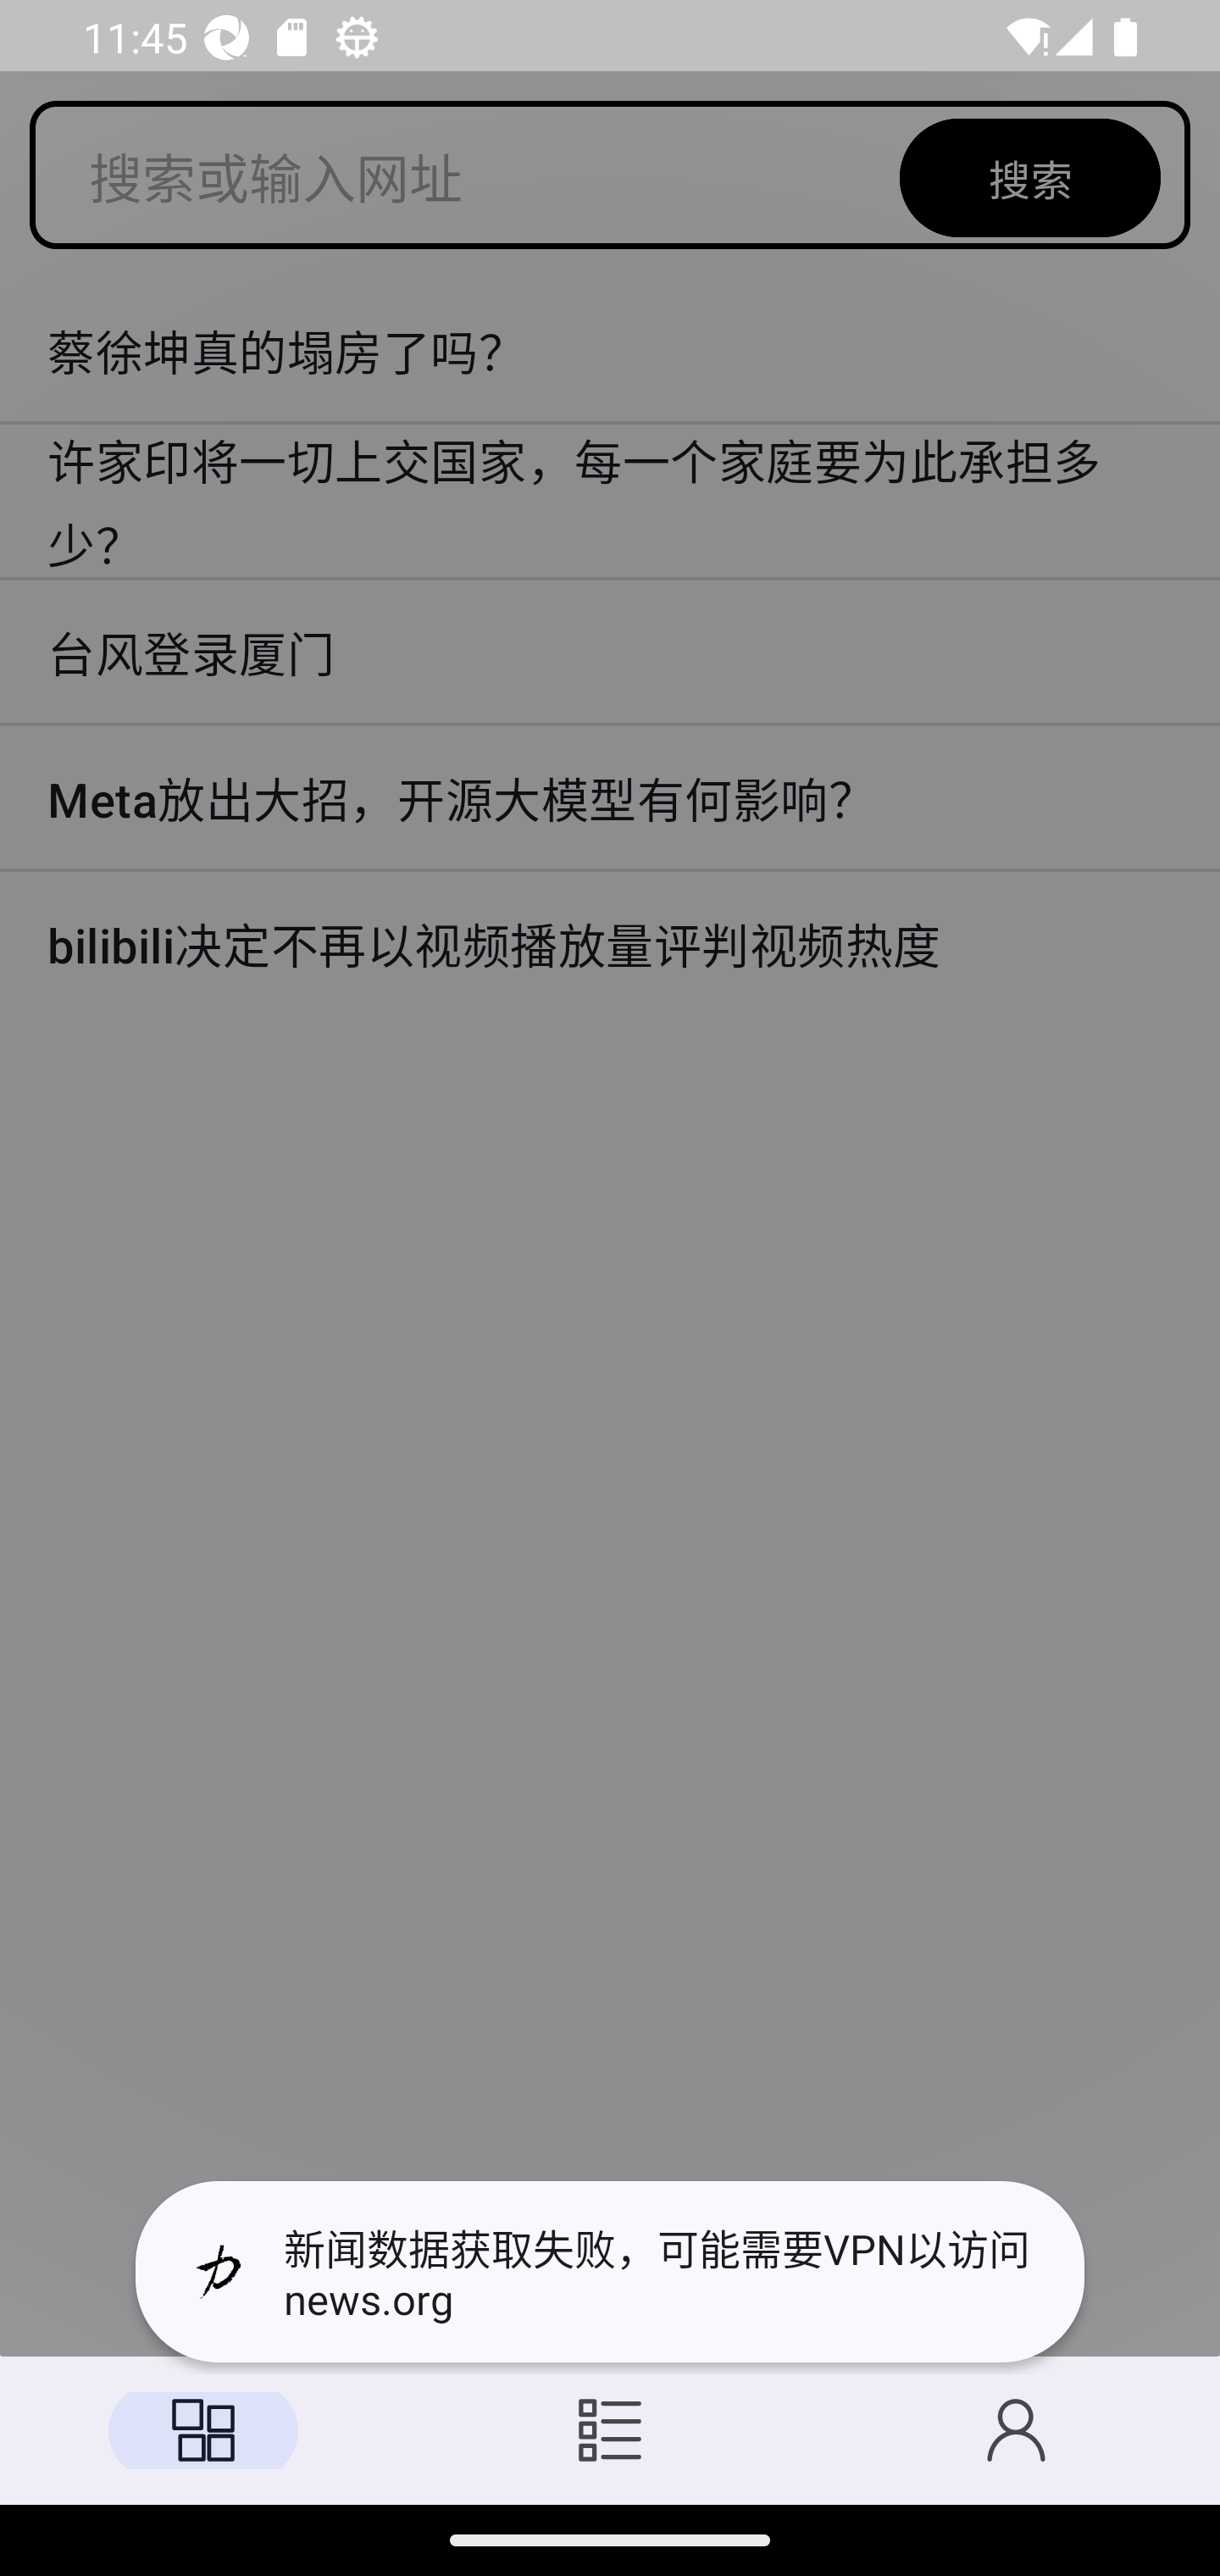 11:45
搜索或输入网址
搜索
蔡徐坤真的塌房了吗？
许家印将一切上交国家，每一个家庭要为此承担多
少？
台风登录厦门
Meta放出大招，开源大模型有何影响？
bilibili决定不再以视频播放量评判视频热度
力
新闻数据获取失败，可能需要VPN以访问
news.org